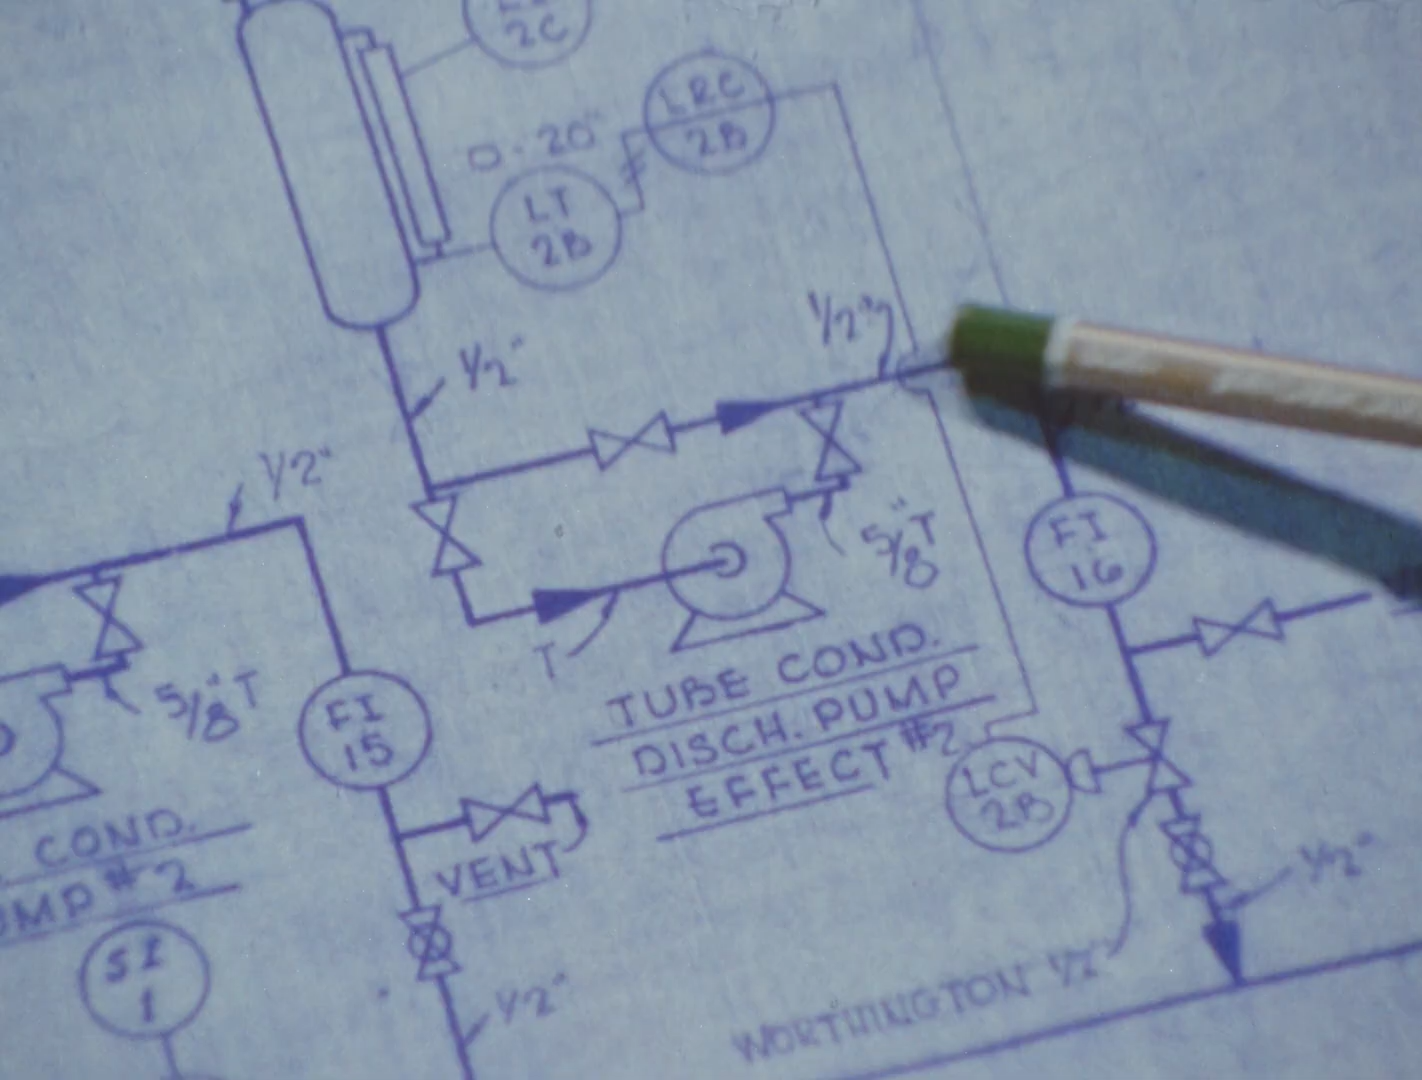 2C
LRC
2B
0-20"
LT
2B
1/2"
1/2"
1/2"
5/8" T
FI
16
T
TUBE COND.
DISCH. PUMP
EFFECT #2
5/8" T
FI
15
LCV
2B
VENT
COND.
#2
SI
1
1/2"
1/2"
WORTHINGTON 1/2"